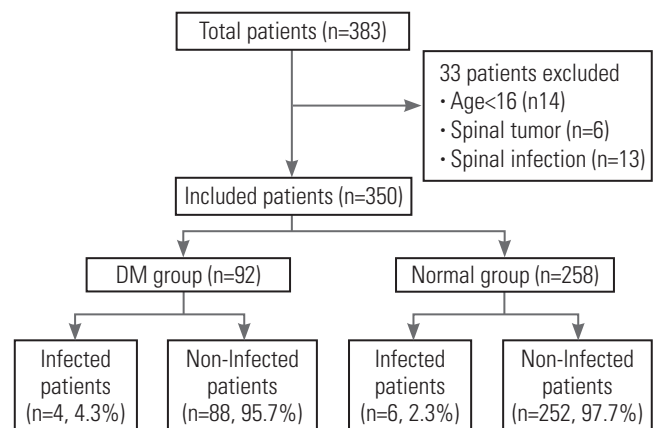 Total patients (n=383)
33 patients excluded
· Age<16 (n14)
· Spinal tumor (n=6)
· Spinal infection (n=13)
Included patients (n=350)
DM group (n=92)
Normal group (n=258)
Infected
patients
(n=4, 4.3%)
Non-Infected
patients
(n=88, 95.7%)
Infected
patients
(n=6, 2.3%)
Non-Infected
patients
(n=252, 97.7%)